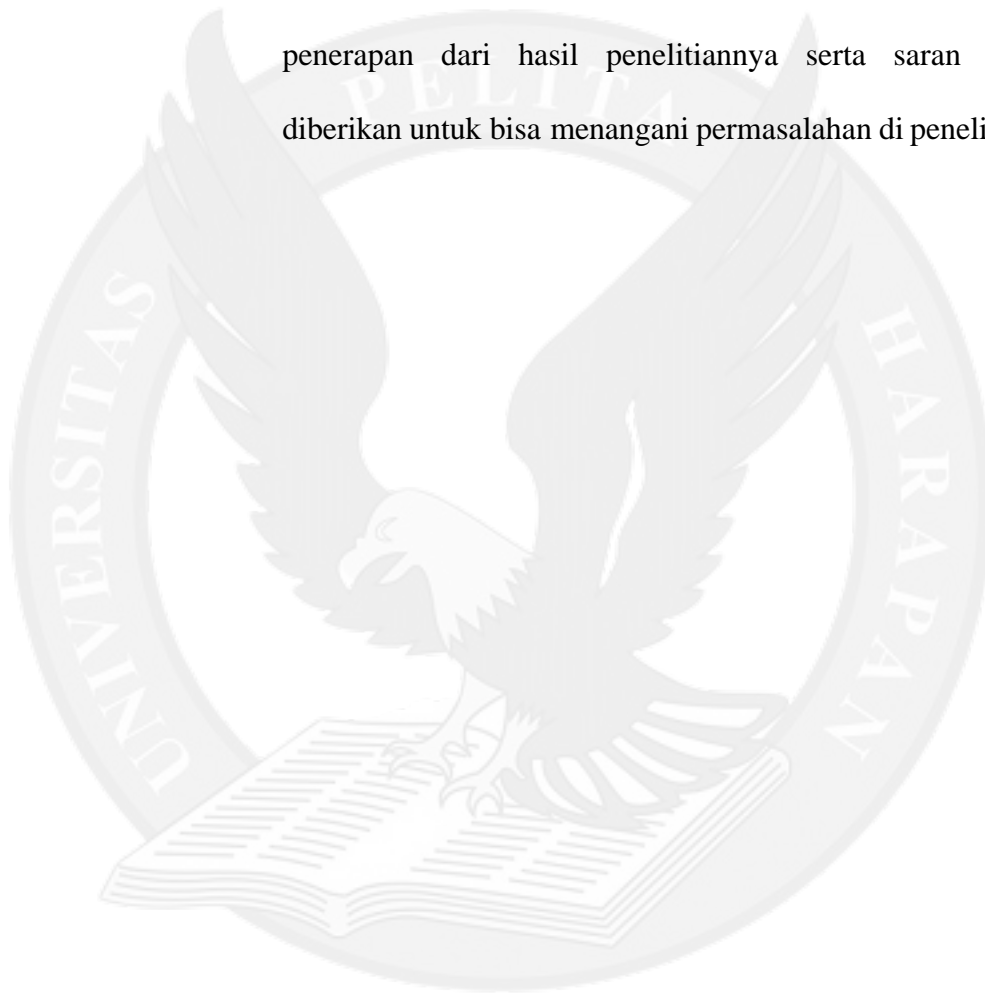 penerapan dari hasil penelitiannya serta saran
diberikan untuk bisa menangani permasalahan di peneli
UNIVERSITAS PELITA HARAPAN